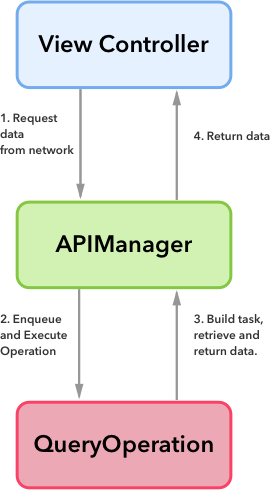 View Controller
1. Request
data
from network
4. Return data
APIManager
2. Enqueue
and Execute
Operation
3. Build task,
retrieve and
return data.
QueryOperation